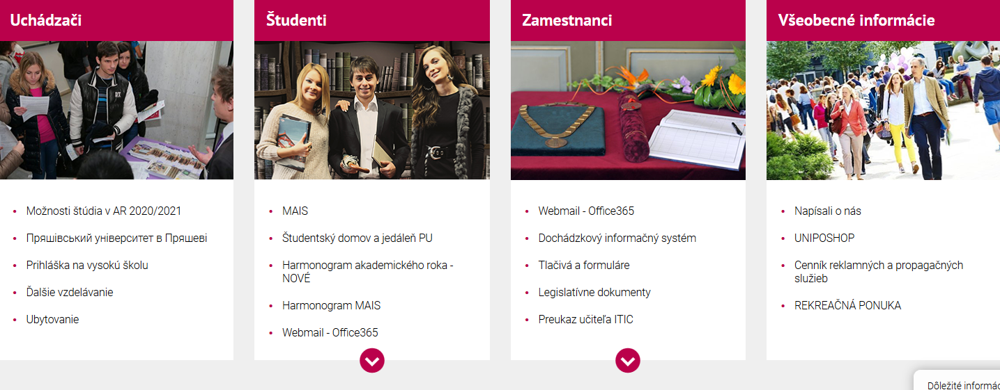 Uchádzači
Možnosti štúdia v AR 2020/2021
Пряшівський університет в Пряшеві
Prihláška na vysokú školu
Ďalšie vzdelávanie
Ubytovanie
Študenti
MAIS
Študentský domov a jedáleň PU
Harmonogram akademického roka -
NOVÉ
Harmonogram MAIS
Webmail - Office365
Zamestnanci
Webmail - Office365
Dochádzkový informačný systém
Tlačivá a formuláre
Legislatívne dokumenty
Preukaz učiteľa ITIC
Všeobecné informácie
Napísali o nás
UNIPOSHOP
Cenník reklamných a propagačných
služieb
REKREAČNÁ PONUKA
Dôležité